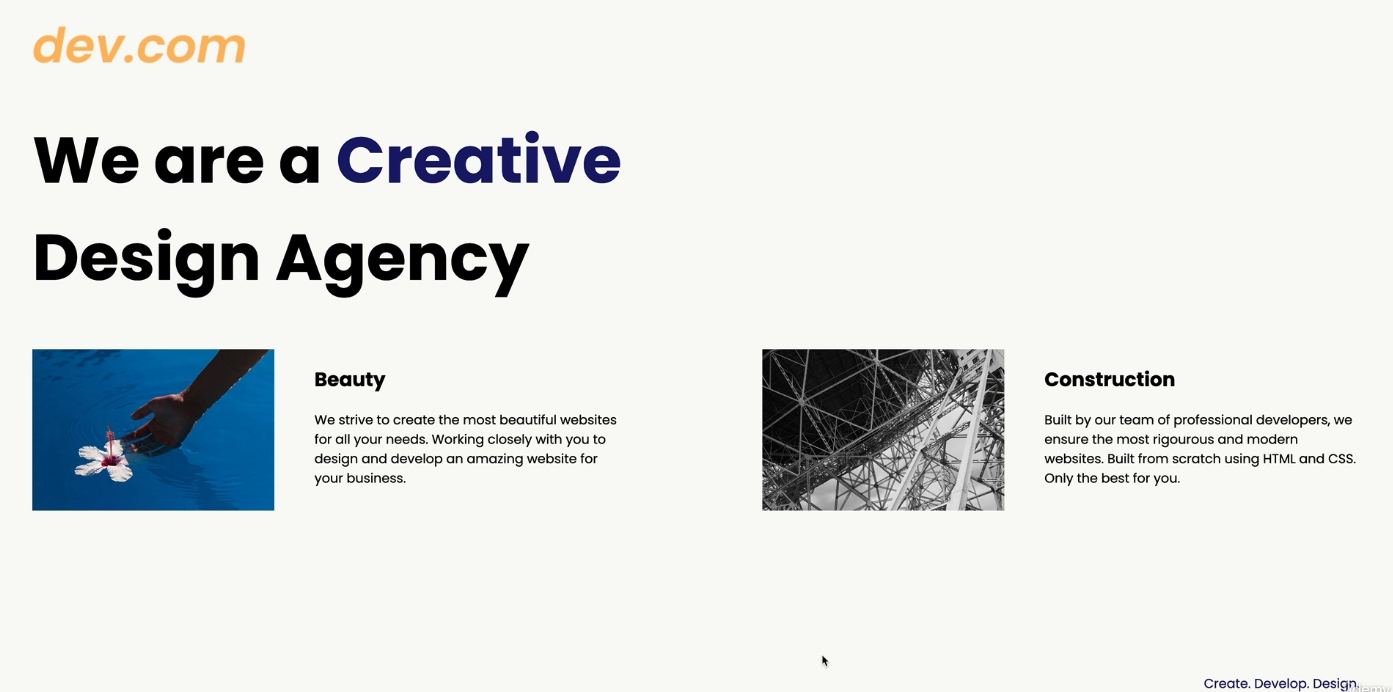 dev.com
We are a Creative
Design Agency
Beauty
We strive to create the most beautiful websites
for all your needs. Working closely with you to
design and develop an amazing website for
your business.
Construction
Built by our team of professional developers, we
ensure the most rigourous and modern
websites. Built from scratch using HTML and CSS.
Only the best for you.
Create. Develop. Design.